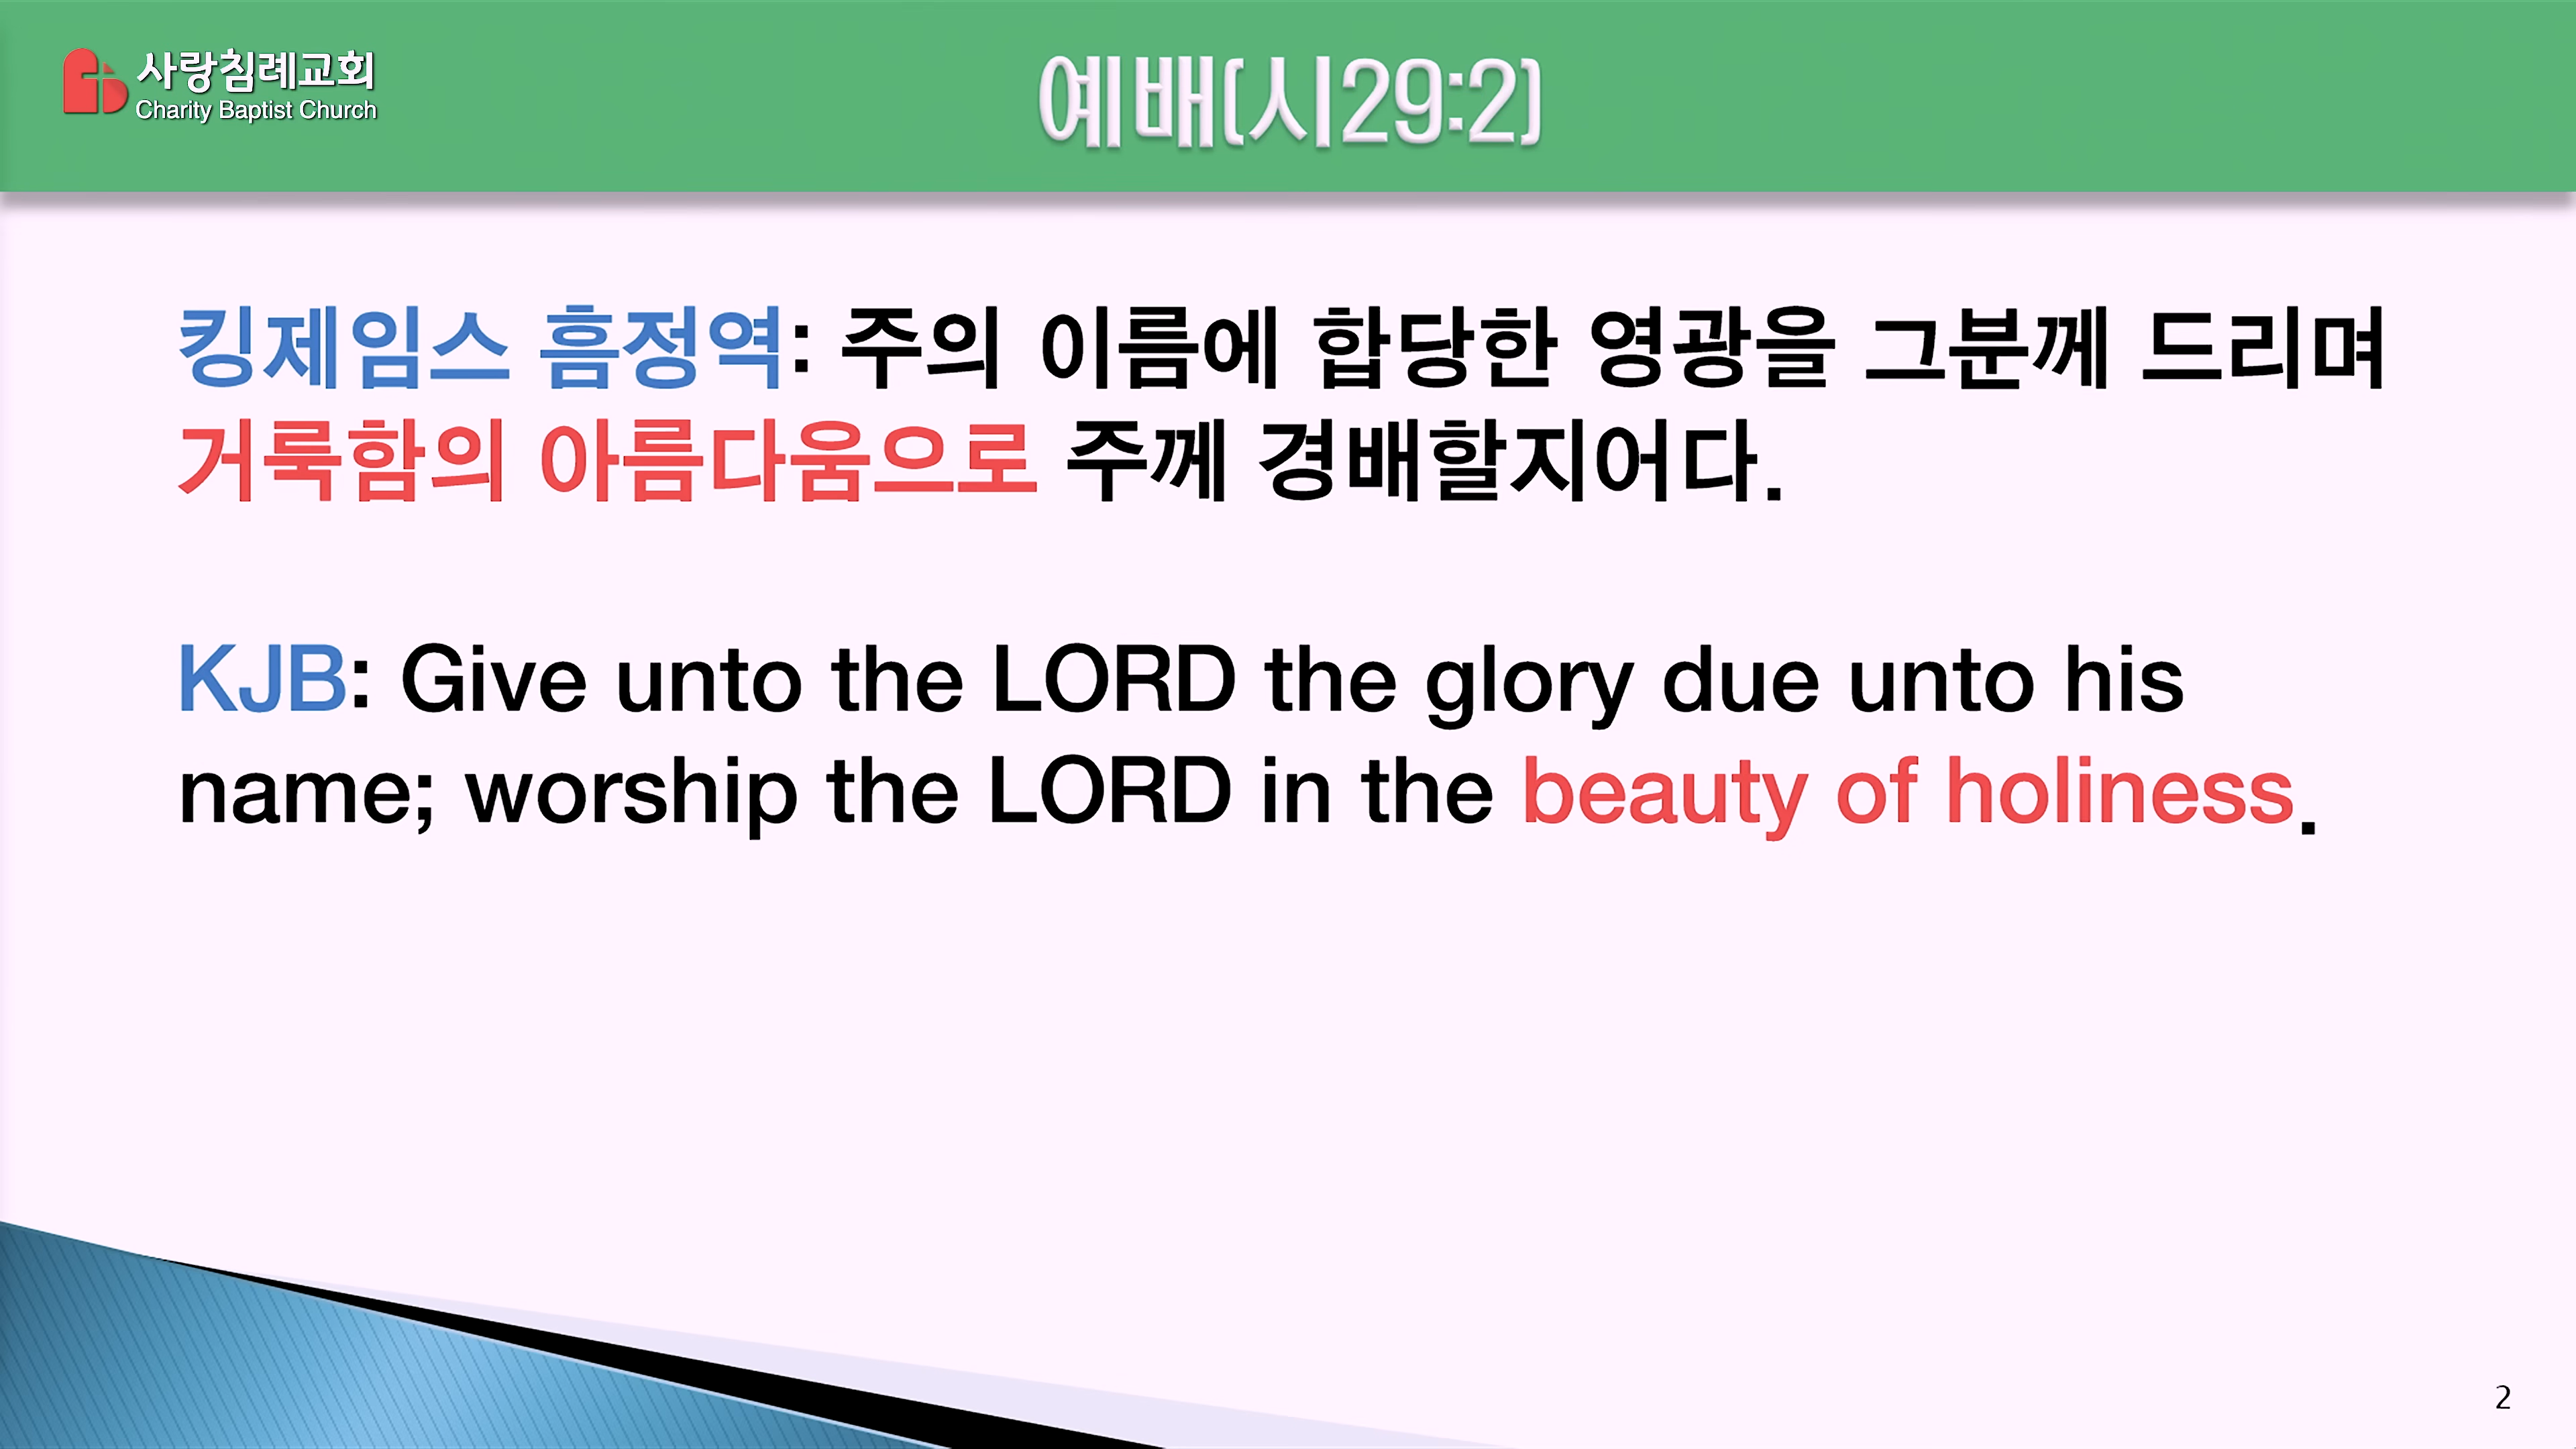 사랑침례교회
Charity Baptist Church
예배(시29:2)
킹제임스 흠정역: 주의 이름에 합당한 영광을 그분께 드리며
거룩함의 아름다움으로 주께 경배할지어다.
KJB: Give unto the LORD the glory due unto his
name; worship the LORD in the beauty of holiness.
2